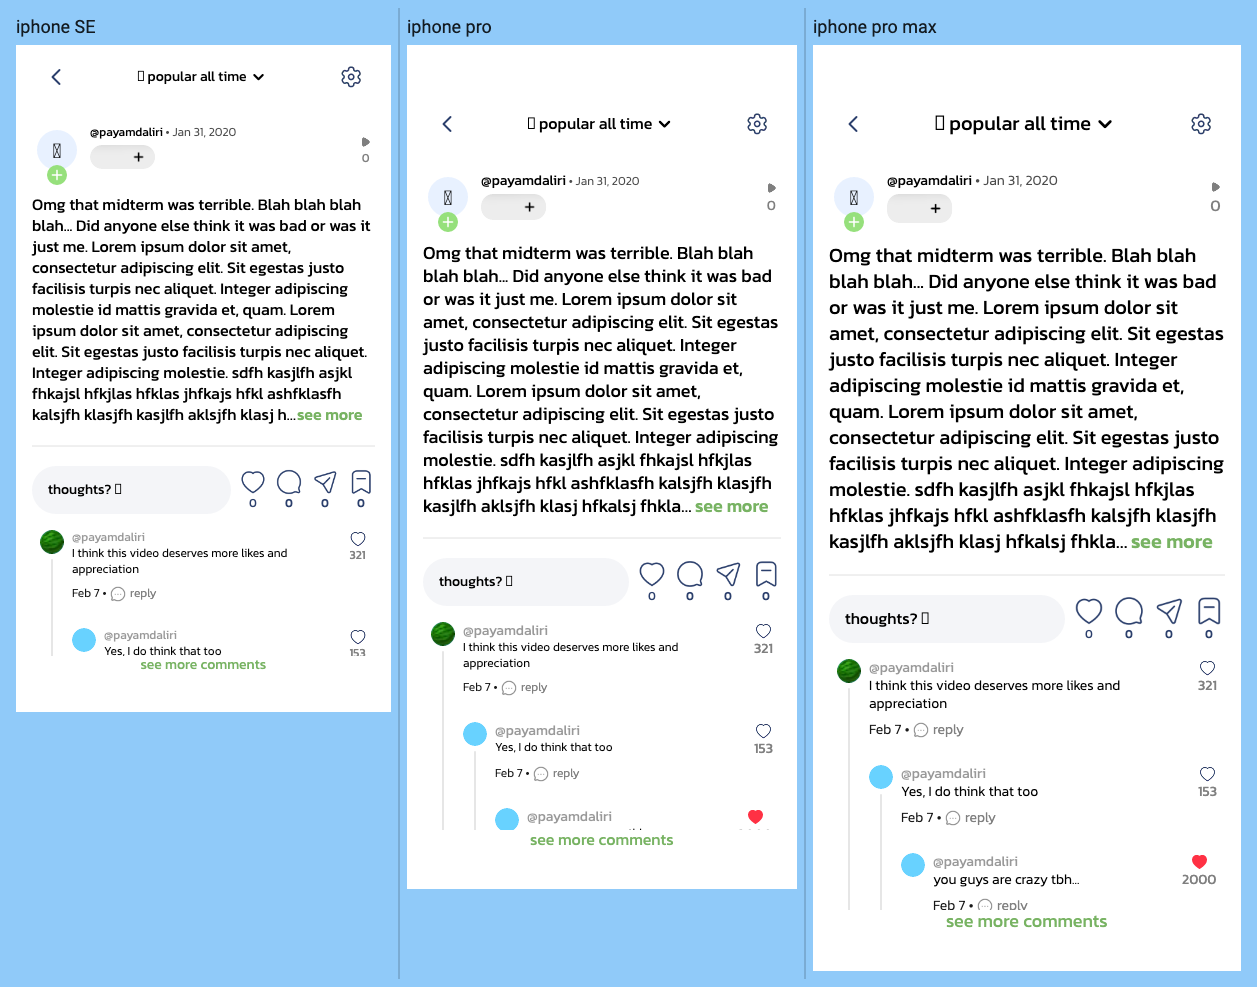 iphone SE
popular all time
@payamdaliri • Jan 31, 2020
+
0
Omg that midterm was terrible. Blah blah blah
blah... Did anyone else think it was bad or was it
just me. Lorem ipsum dolor sit amet,
consectetur adipiscing elit. Sit egestas justo
facilisis turpis nec aliquet. Integer adipiscing
molestie id mattis gravida et, quam. Lorem
ipsum dolor sit amet, consectetur adipiscing
elit. Sit egestas justo facilisis turpis nec aliquet.
Integer adipiscing molestie. sdfh kasjlfh asjkl
fhkajsl hfkjlas hfklas jhfkajs hfkl ashfklasfh
kalsjfh klasjfh kasjlfh aklsjfh klasj h...see more
thoughts?
0 0 0 0
@payamdaliri
I think this video deserves more likes and
appreciation
321
Feb 7 • reply
@payamdaliri
Yes, I do think that too
153
see more comments
iphone pro
popular all time
@payamdaliri • Jan 31, 2020
+
0
Omg that midterm was terrible. Blah blah
blah blah... Did anyone else think it was bad
or was it just me. Lorem ipsum dolor sit
amet, consectetur adipiscing elit. Sit egestas
justo facilisis turpis nec aliquet. Integer
adipiscing molestie id mattis gravida et,
quam. Lorem ipsum dolor sit amet,
consectetur adipiscing elit. Sit egestas justo
facilisis turpis nec aliquet. Integer adipiscing
molestie. sdfh kasjlfh asjkl fhkajsl hfkjlas
hfklas jhfkajs hfkl ashfklasfh kalsjfh klasjfh
kasjlfh aklsjfh klasj hfkalsj fhkla... see more
thoughts?
0 0 0 0
@payamdaliri
I think this video deserves more likes and
appreciation
321
Feb 7 • reply
@payamdaliri
Yes, I do think that too
153
Feb 7 • reply
@payamdaliri
see more comments
iphone pro max
popular all time
@payamdaliri • Jan 31, 2020
+
0
Omg that midterm was terrible. Blah blah
blah blah... Did anyone else think it was bad
or was it just me. Lorem ipsum dolor sit
amet, consectetur adipiscing elit. Sit egestas
justo facilisis turpis nec aliquet. Integer
adipiscing molestie id mattis gravida et,
quam. Lorem ipsum dolor sit amet,
consectetur adipiscing elit. Sit egestas justo
facilisis turpis nec aliquet. Integer adipiscing
molestie. sdfh kasjlfh asjkl fhkajsl hfkjlas
hfklas jhfkajs hfkl ashfklasfh kalsjfh klasjfh
kasjlfh aklsjfh klasj hfkalsj fhkla... see more
thoughts?
0 0 0 0
@payamdaliri
I think this video deserves more likes and
appreciation
321
Feb 7 • reply
@payamdaliri
Yes, I do think that too
153
Feb 7 • reply
@payamdaliri
you guys are crazy tbh...
2000
Feb 7 • reply
see more comments